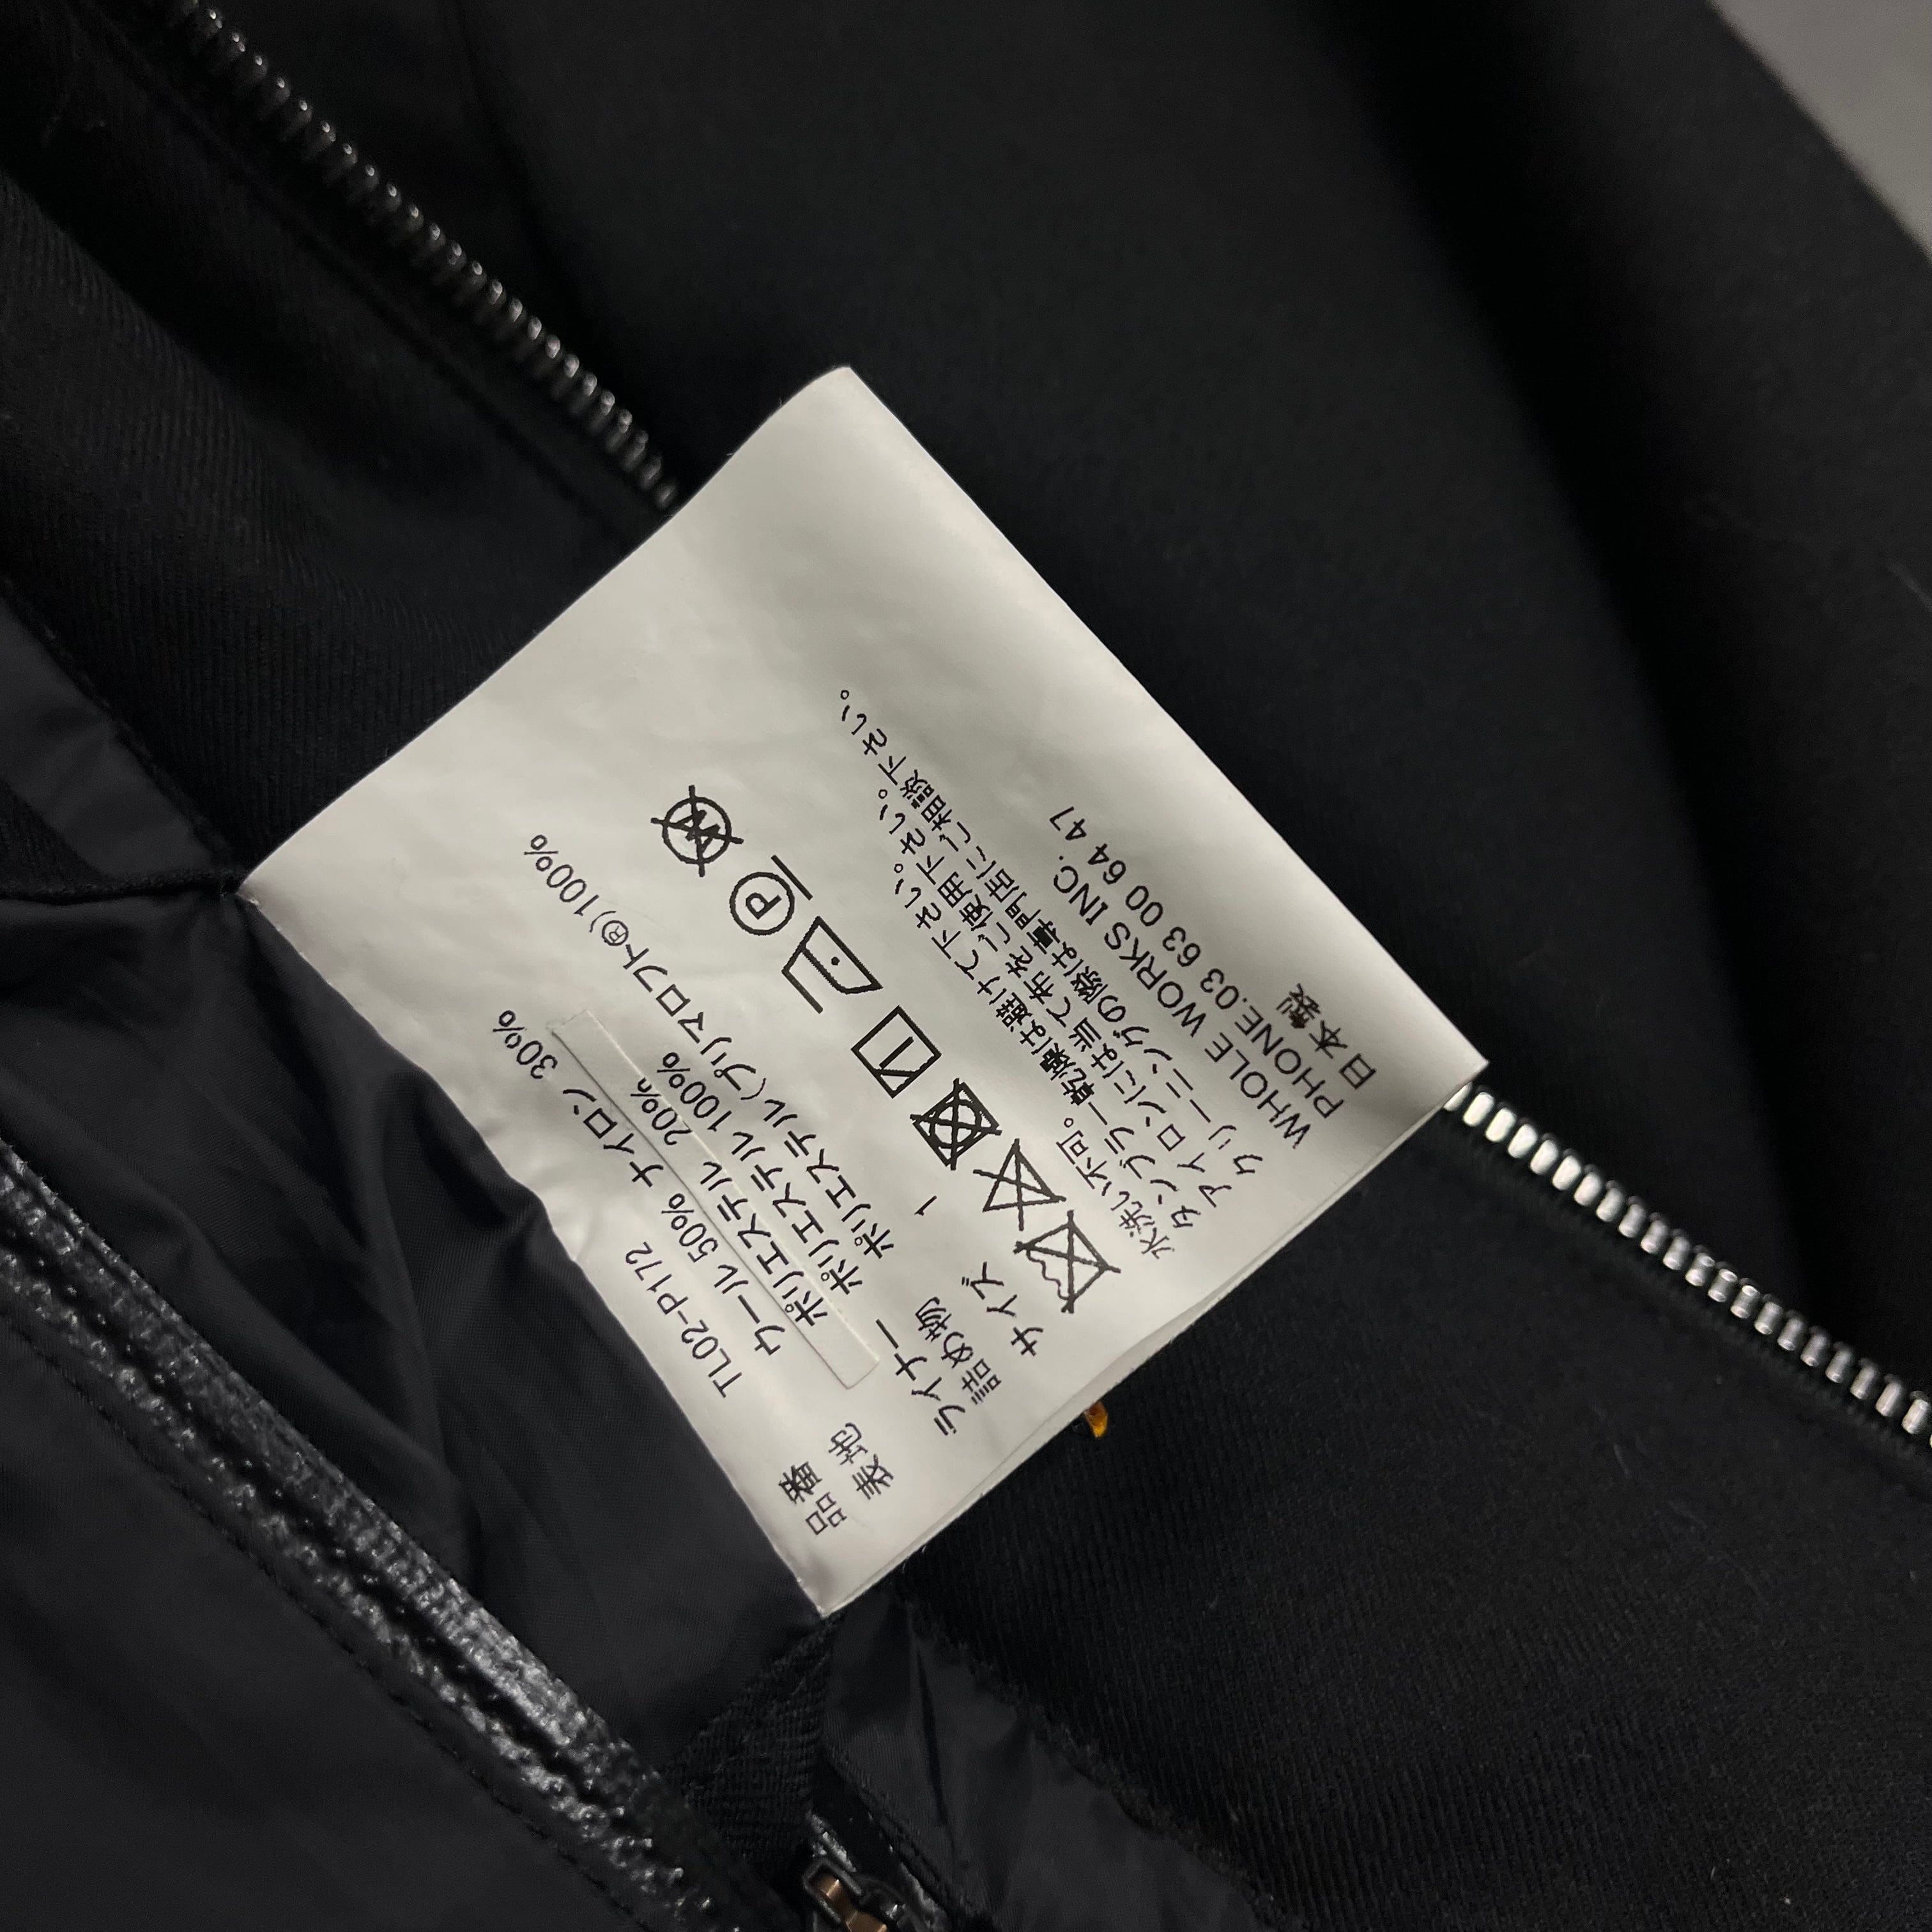 品番 TL02-P172
表地 ウール 50% ナイロン 30%
ポリエステル 20%
ライナー ポリエステル 100%
詰め物 ポリエステル(プリマロフト®)100%
サイズ 1
P
W
水洗い不可。
タンブラー乾燥は避けて下さい。
アイロンには当て布をご使用下さい。
クリーニングの際は専門店にご相談下さい。
WHOLE WORKS INC.
PHONE.03 63 00 64 47
日本製